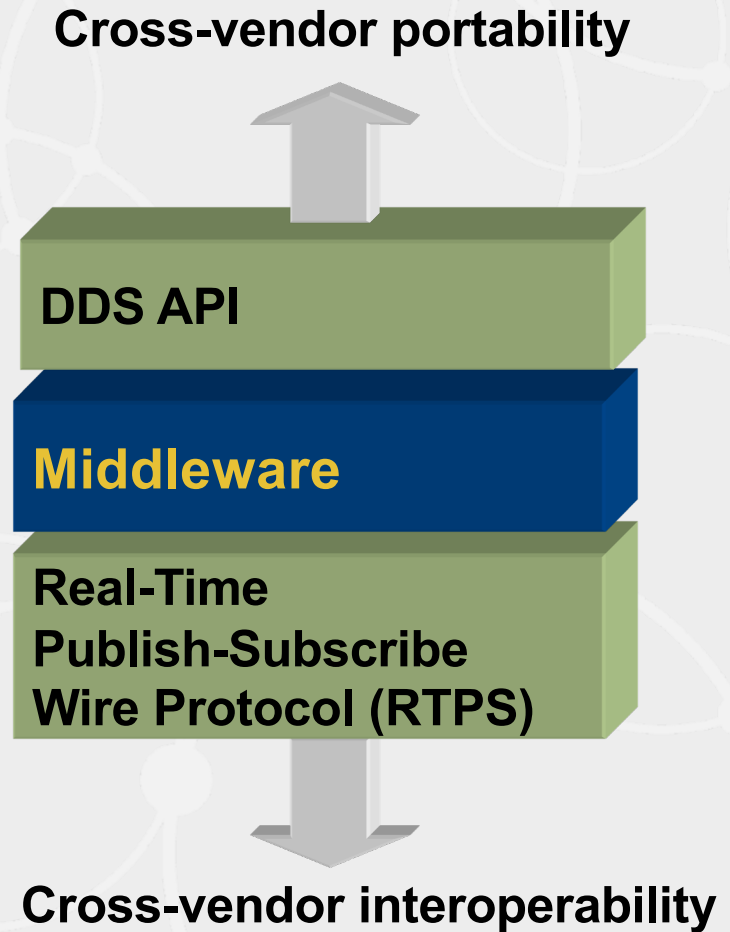 Cross-vendor portability
DDS API
Middleware
Real-Time
Publish-Subscribe
Wire Protocol (RTPS)
Cross-vendor interoperability